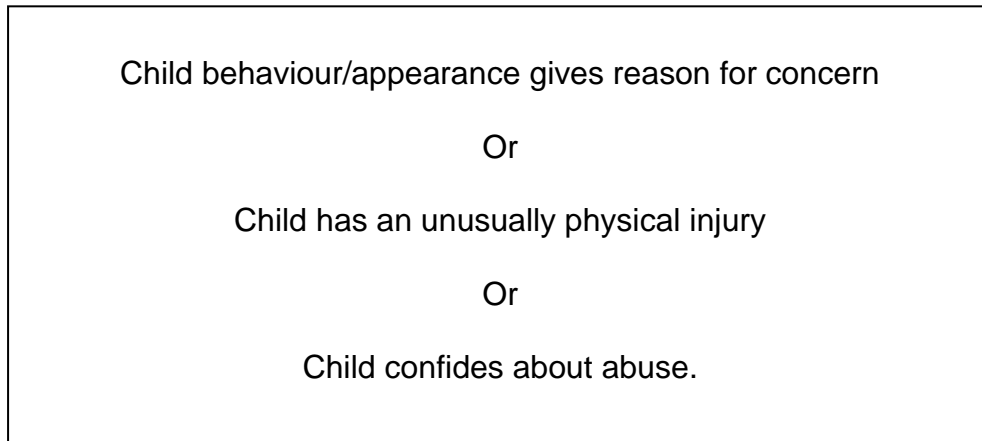 Child behaviour/appearance gives reason for concern
Or
Child has an unusually physical injury
Or
Child confides about abuse.